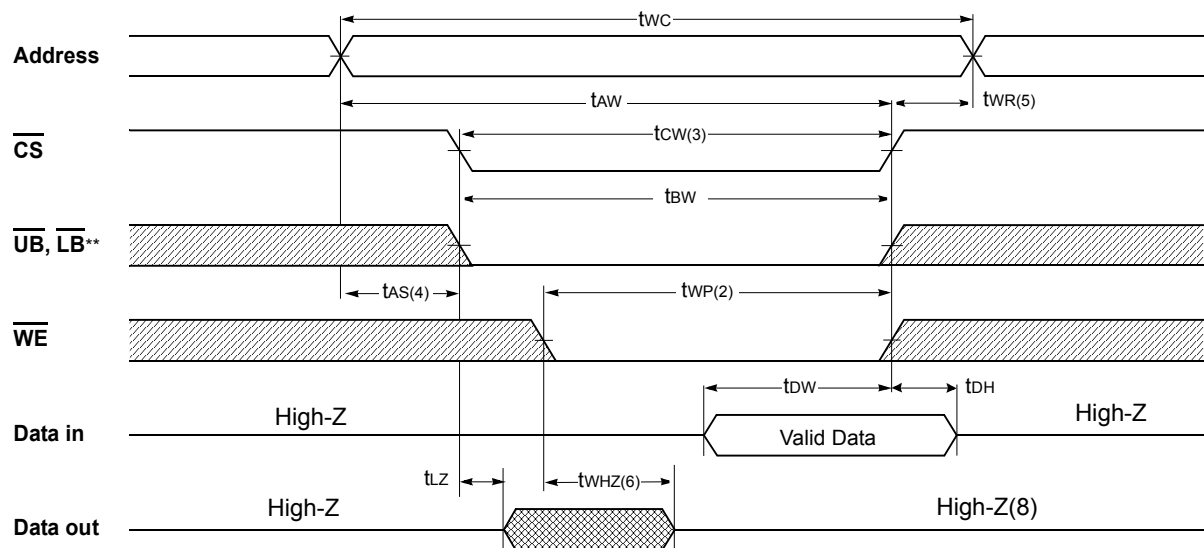 tWC
Address
tAW
tWR(5)
CS
tCW(3)
tBW
UB, LB**
tAS(4)
tWP(2)
WE
tDW
tDH
High-Z
High-Z
Data in
Valid Data
tLZ
tWHZ(6)
High-Z
High-Z(8)
Data out